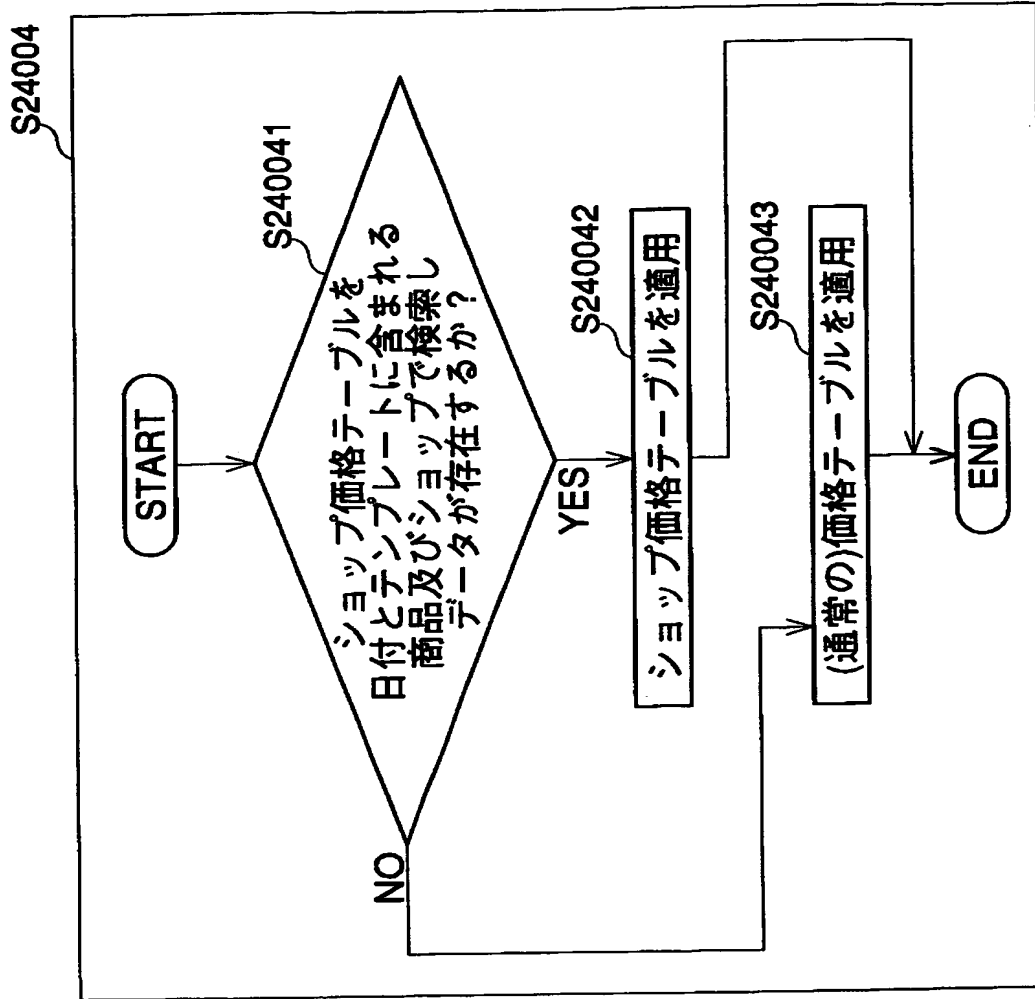 S24004
START
S240041
ショップ価格テーブルを
日付とテンプレートに含まれる
商品及びショップで検索し
データが存在するか?
NO
YES
S240042
ショップ価格テーブルを適用
S240043
(通常の)価格テーブルを適用
END